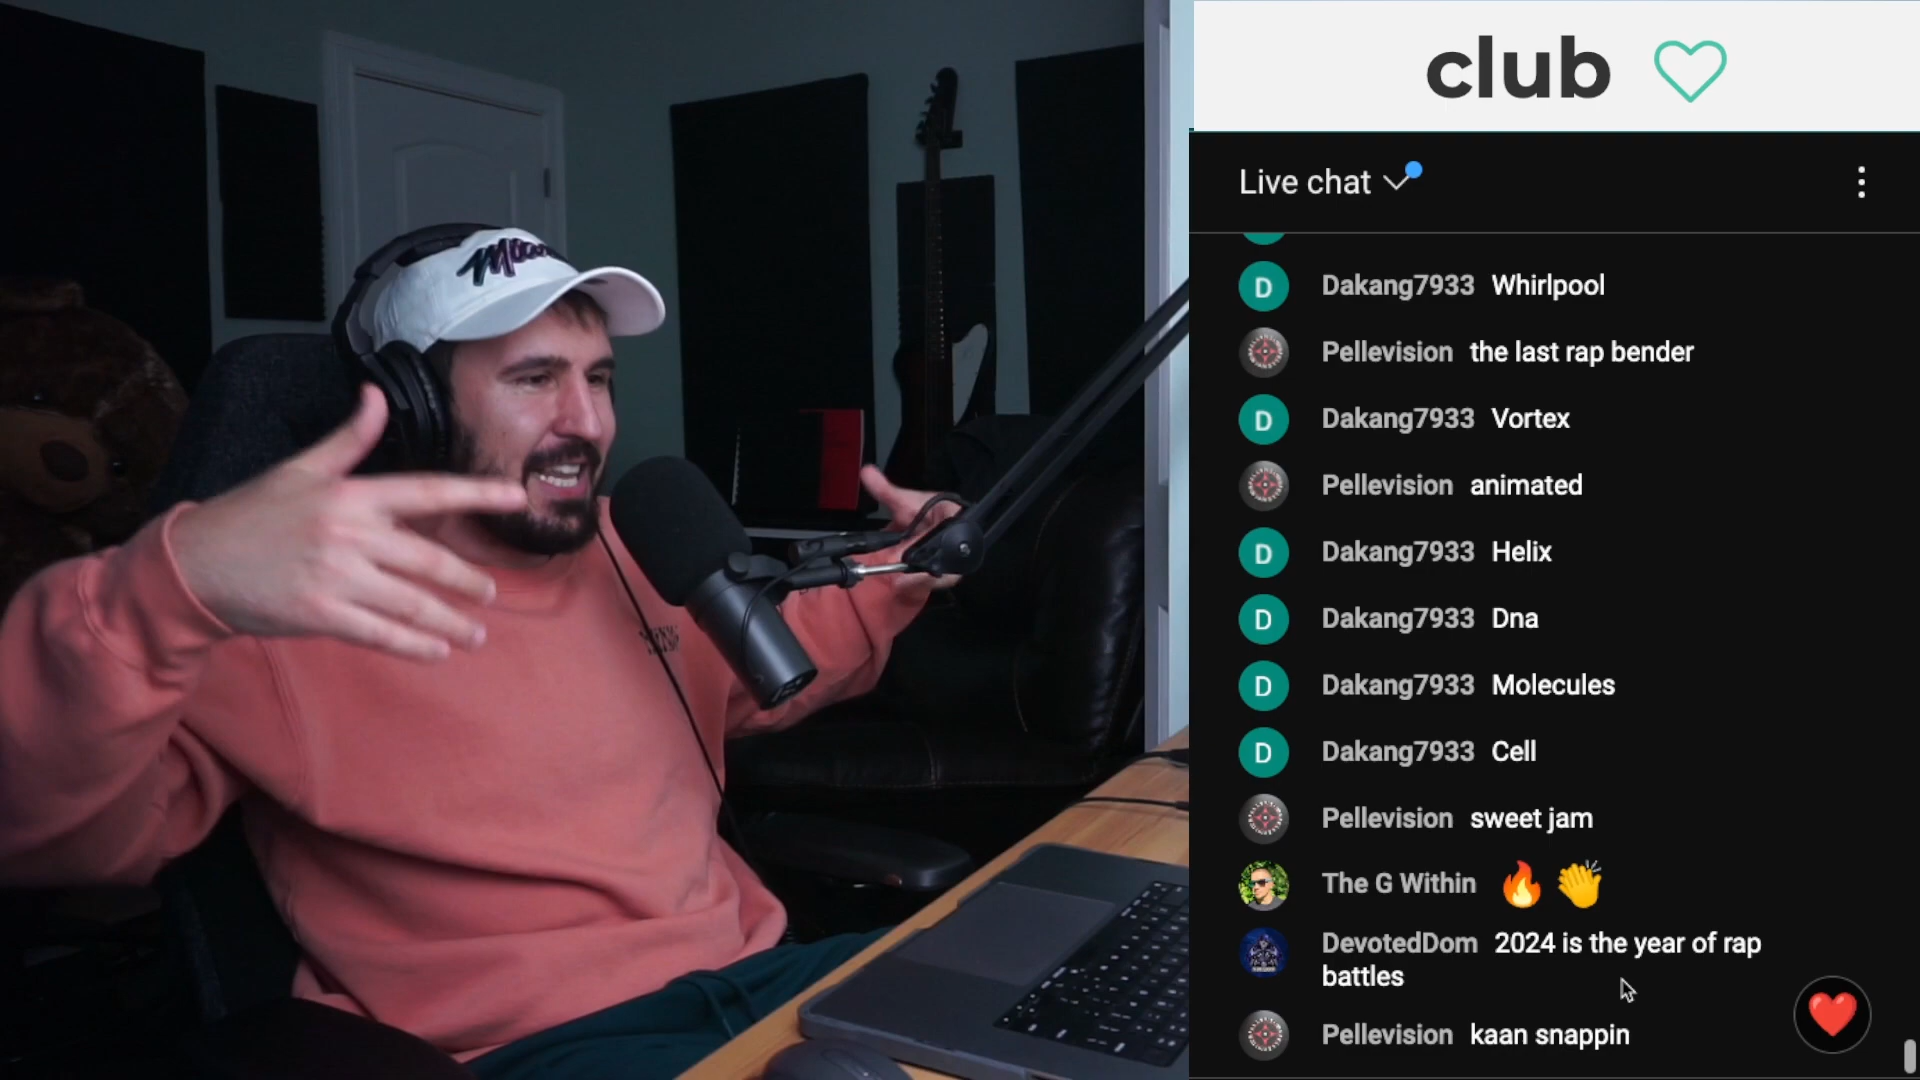 club
Live chat
D Dakang7933 Whirlpool
Pellevision the last rap bender
D Dakang7933 Vortex
Pellevision animated
D Dakang7933 Helix
D Dakang7933 Dna
D Dakang7933 Molecules
D Dakang7933 Cell
Pellevision sweet jam
The G Within 🔥 👏
DevotedDom 2024 is the year of rap
battles
Pellevision kaan snappin